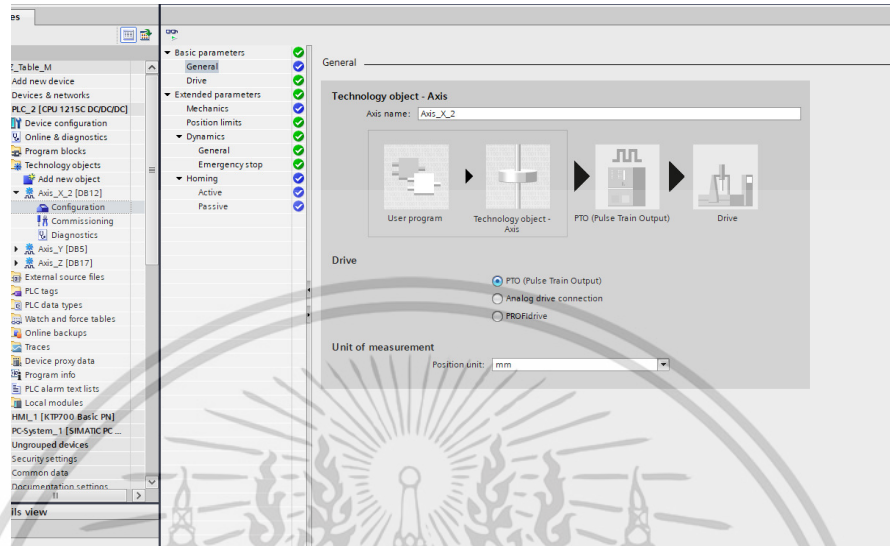 es
Z_Table_M
Add new device
Devices & networks
PLC_2 [CPU 1215C DC/DC/DC]
Device configuration
Online & diagnostics
Program blocks
Technology objects
Add new object
Axis_X_2 [DB12]
Configuration
Commissioning
Diagnostics
Axis_Y [DB5]
Axis_Z [DB17]
External source files
PLC tags
PLC data types
Watch and force tables
Online backups
Traces
Device proxy data
Program info
PLC alarm text lists
Local modules
HMI_1 [KTP700 Basic PN]
PC-System_1 [SIMATIC PC ...
Ungrouped devices
Security settings
Common data
Documentation settings
ils view
Basic parameters
General
Drive
Extended parameters
Mechanics
Position limits
Dynamics
General
Emergency stop
Homing
Active
Passive
General
Technology object - Axis
Axis name: Axis_X_2
User program
Technology object -
Axis
PTO (Pulse Train Output)
Drive
Drive
PTO (Pulse Train Output)
Analog drive connection
PROFIdrive
Unit of measurement
Position unit: mm